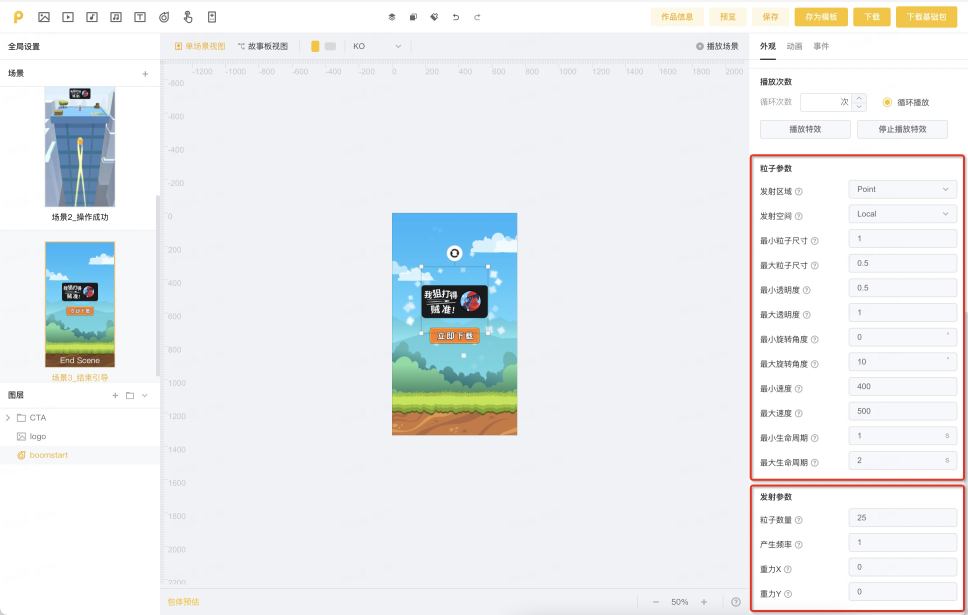 作品信息 预览 保存 存为模板 下载 下载基础包
全局设置
单场景视图 故事板视图 KO 播放场景
外观 动画 事件
场景 +
-1200 -1000 -800 -600 -400 -200 0 200 400 600 800 1000 1200 1400 1600 1800 2000
-600
-400
-200
0
200
400
600
800
1000
1200
1400
1600
1800
2000
2200
场景2_操作成功
我狙打得
贼准!
立即下载
End Scene
场景3_结束引导
图层
CTA
logo
boomstart
我狙打得
贼准!
立即下载
包体预估
− 50% +
播放次数
循环次数 次 循环播放
播放特效 停止播放特效
粒子参数
发射区域 Point
发射空间 Local
最小粒子尺寸 1
最大粒子尺寸 0.5
最小透明度 0.5
最大透明度 1
最小旋转角度 0 °
最大旋转角度 10 °
最小速度 400
最大速度 500
最小生命周期 1 s
最大生命周期 2 s
发射参数
粒子数量 25
产生频率 1
重力X 0
重力Y 0